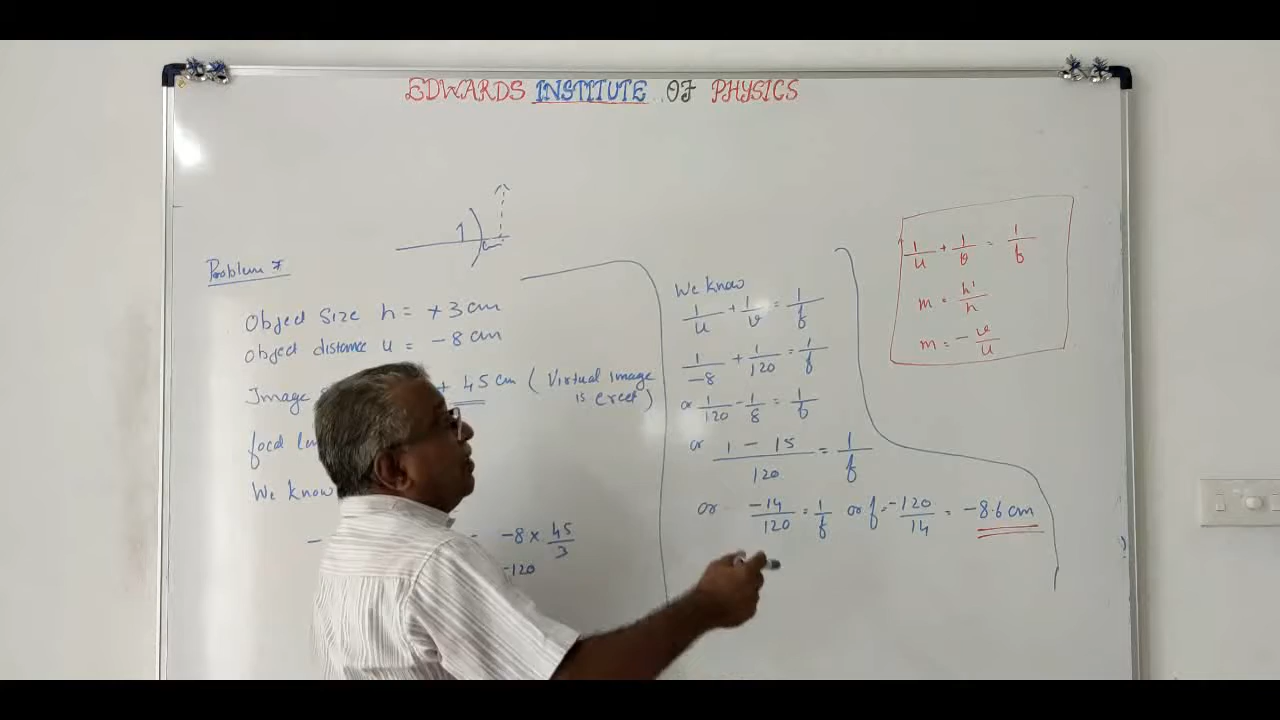 EDWARDS INSTITUTE OF PHYSICS
Problem 7
Object Size h = +3 cm
Object distance u = -8 cm
Image + 45 cm (Virtual image is erect)
focal
We know
- -8 × 45/3
-120
We know
1/u + 1/v = 1/f
1/-8 + 1/120 = 1/f
or 1/120 - 1/8 = 1/f
or 1 - 15/120 = 1/f
or -14/120 = 1/f or f = -120/14 = -8.6 cm
1/u + 1/v = 1/f
m = h'/h
m = -v/u